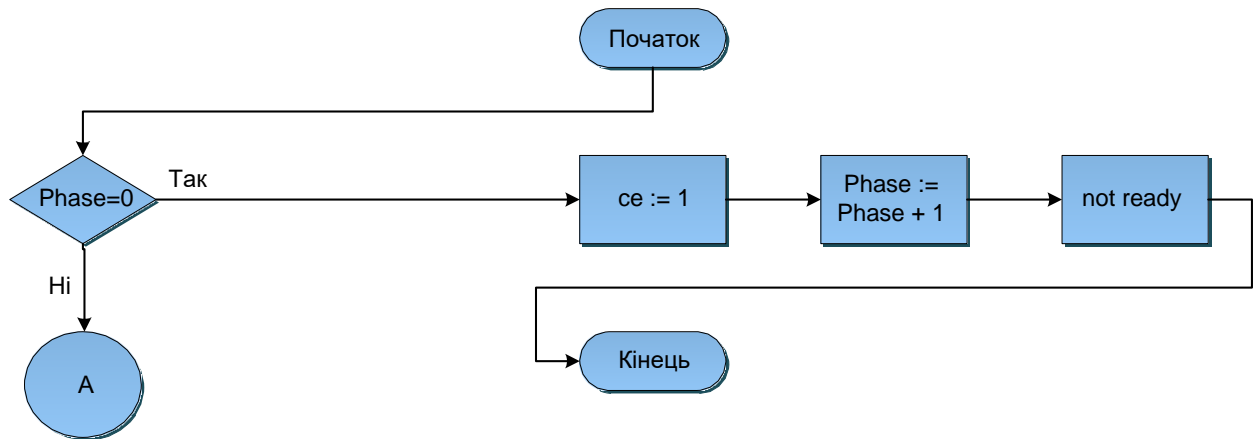 Початок
Phase=0
Так
ce := 1
Phase :=
Phase + 1
not ready
Ні
А
Кінець